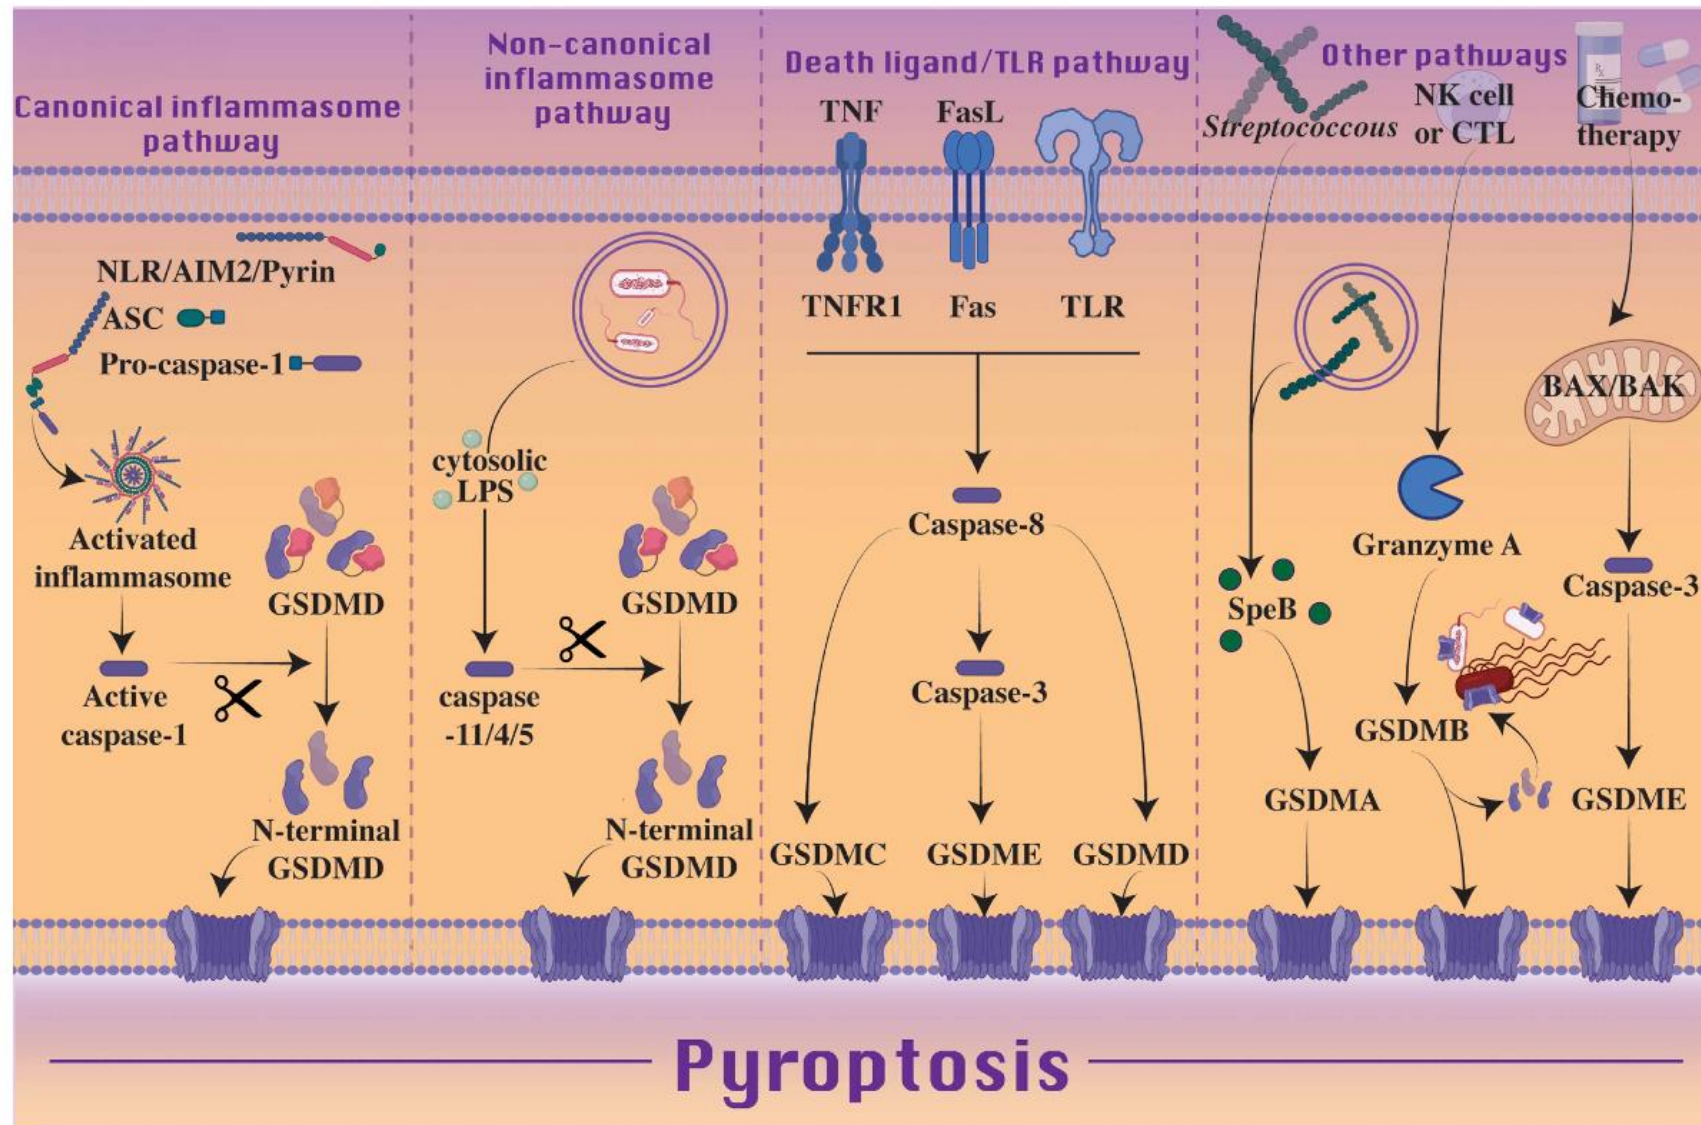 Canonical inflammasome
pathway
NLR/AIM2/Pyrin
ASC
Pro-caspase-1
Activated
inflammasome
Active
caspase-1
GSDMD
N-terminal
GSDMD
Non-canonical
inflammasome
pathway
cytosolic
LPS
caspase
-11/4/5
GSDMD
N-terminal
GSDMD
Death ligand/TLR pathway
TNF
FasL
TNFR1
Fas
TLR
Caspase-8
Caspase-3
GSDMC
GSDME
GSDMD
Other pathways
Streptococcous
NK cell
or CTL
Chemo-
therapy
BAX/BAK
Granzyme A
Caspase-3
SpeB
GSDMB
GSDMA
GSDME
Pyroptosis